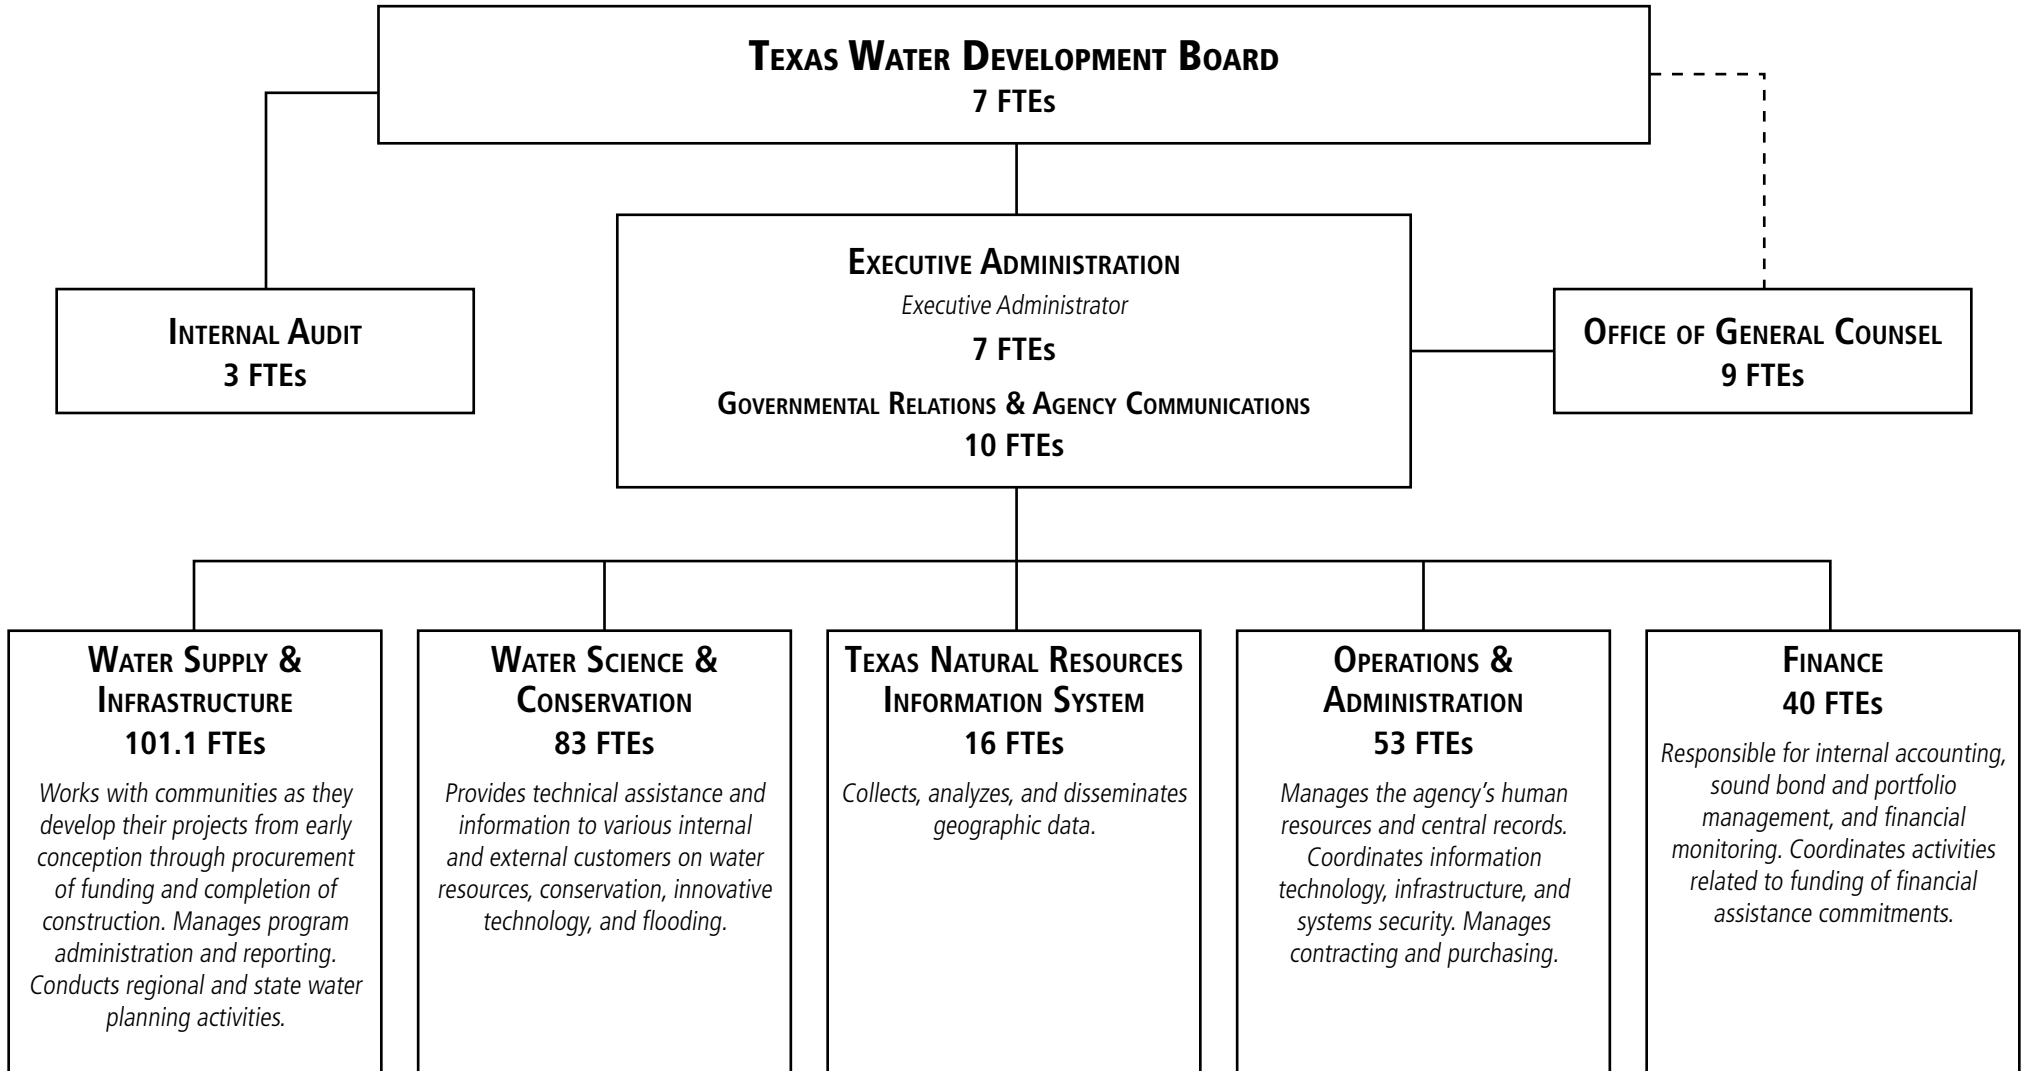 Texas Water Development Board
7 FTEs
Executive Administration
Executive Administrator
7 FTEs
Governmental Relations & Agency Communications
10 FTEs
Internal Audit
3 FTEs
Office of General Counsel
9 FTEs
Water Supply &
Infrastructure
101.1 FTEs
Works with communities as they
develop their projects from early
conception through procurement
of funding and completion of
construction. Manages program
administration and reporting.
Conducts regional and state water
planning activities.
Water Science &
Conservation
83 FTEs
Provides technical assistance and
information to various internal
and external customers on water
resources, conservation, innovative
technology, and flooding.
Texas Natural Resources
Information System
16 FTEs
Collects, analyzes, and disseminates
geographic data.
Operations &
Administration
53 FTEs
Manages the agency’s human
resources and central records.
Coordinates information
technology, infrastructure, and
systems security. Manages
contracting and purchasing.
Finance
40 FTEs
Responsible for internal accounting,
sound bond and portfolio
management, and financial
monitoring. Coordinates activities
related to funding of financial
assistance commitments.